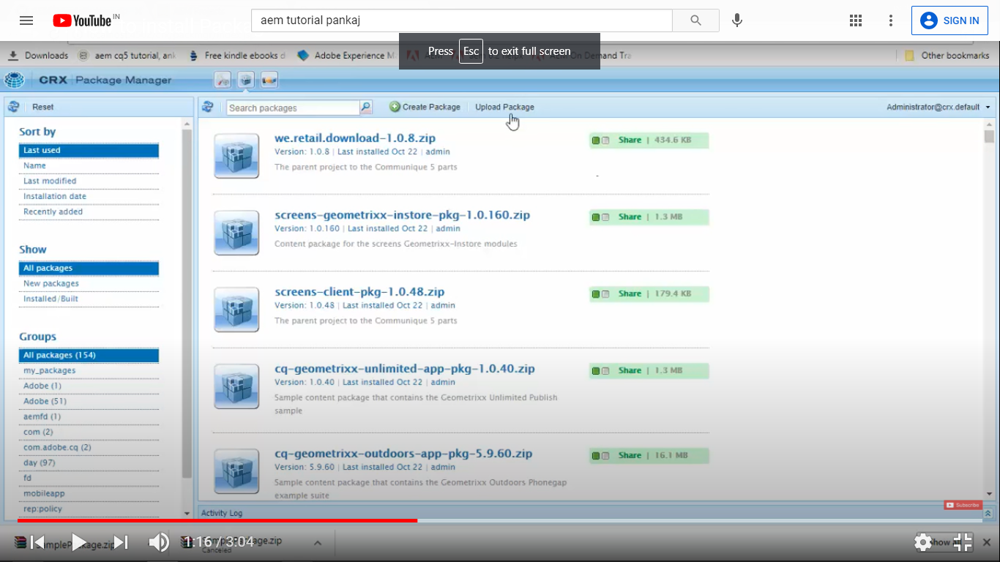 YouTube IN
aem tutorial pankaj
SIGN IN
Press Esc to exit full screen
Downloads
aem cq5 tutorial, ank
Free kindle ebooks
Adobe Experience M
Demand Tra
Other bookmarks
CRX Package Manager
Reset
Search packages
Create Package
Upload Package
Administrator@crx.default
Sort by
Last used
Name
Last modified
Installation date
Recently added
Show
All packages
New packages
Installed/Built
Groups
All packages (154)
my_packages
Adobe (1)
Adobe (51)
aemfd (1)
com (2)
com.adobe.cq (2)
day (97)
fd
mobileapp
rep:policy
we.retail.download-1.0.8.zip
Share | 434.6 KB
Version: 1.0.8 | Last installed Oct 22 | admin
The parent project to the Communique 5 parts
screens-geometrixx-instore-pkg-1.0.160.zip
Share | 1.3 MB
Version: 1.0.160 | Last installed Oct 22 | admin
Content package for the screens Geometrixx-Instore modules
screens-client-pkg-1.0.48.zip
Share | 179.4 KB
Version: 1.0.48 | Last installed Oct 22 | admin
The parent project to the Communique 5 parts
cq-geometrixx-unlimited-app-pkg-1.0.40.zip
Share | 1.3 MB
Version: 1.0.40 | Last installed Oct 22 | admin
Sample content package that contains the Geometrixx Unlimited Publish
sample
cq-geometrixx-outdoors-app-pkg-5.9.60.zip
Share | 16.1 MB
Version: 5.9.60 | Last installed Oct 22 | admin
Sample content package that contains the Geometrixx Outdoors Phonegap
example suite
Subscribe
Activity Log
1:16 / 3:04
Canceled